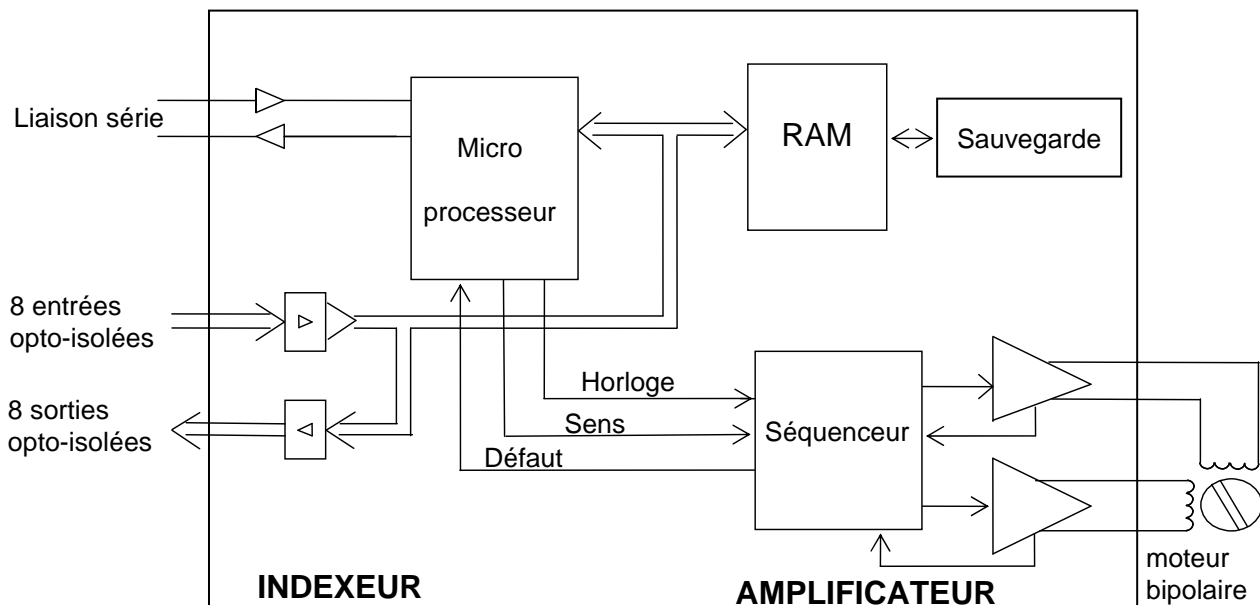 Liaison série
Micro
processeur
RAM
Sauvegarde
8 entrées
opto-isolées
8 sorties
opto-isolées
Horloge
Sens
Défaut
Séquenceur
INDEXEUR
AMPLIFICATEUR
moteur
bipolaire